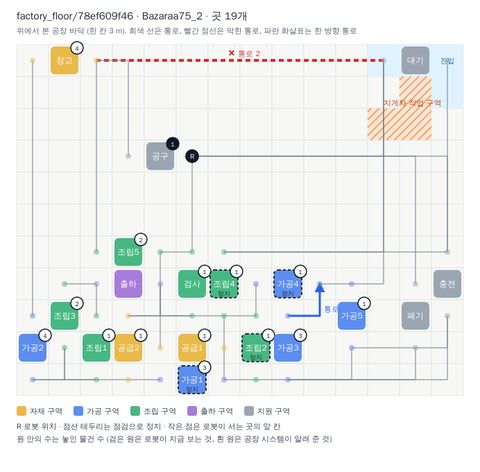 factory_floor/78ef609f46 · Bazaraa75_2 · 곳 19개
위에서 본 공장 바닥 (한 칸 3 m). 회색 선은 통로, 빨간 점선은 막힌 통로, 파란 화살표는 한 방향 통로
4
창고
× 통로 2
대기
전립
지게차 작업 구역
1
공구
R
2
조립5
출하
1
검사
1
조립4
정지
1
가공4
정지
충전
2
조립3
통로
1
가공5
폐기
4
가공2
1
조립1
1
공급2
1
공급1
1
조립2
정지
1
가공3
3
가공1
정지
자재 구역
가공 구역
조립 구역
출하 구역
지원 구역
R 로봇 위치 · 점선 테두리는 점검으로 정지 · 작은 점은 로봇이 서는 곳의 앞 칸
원 안의 수는 놓인 물건 수 (검은 원은 로봇이 지금 보는 것, 흰 원은 공장 시스템이 알려 준 것)